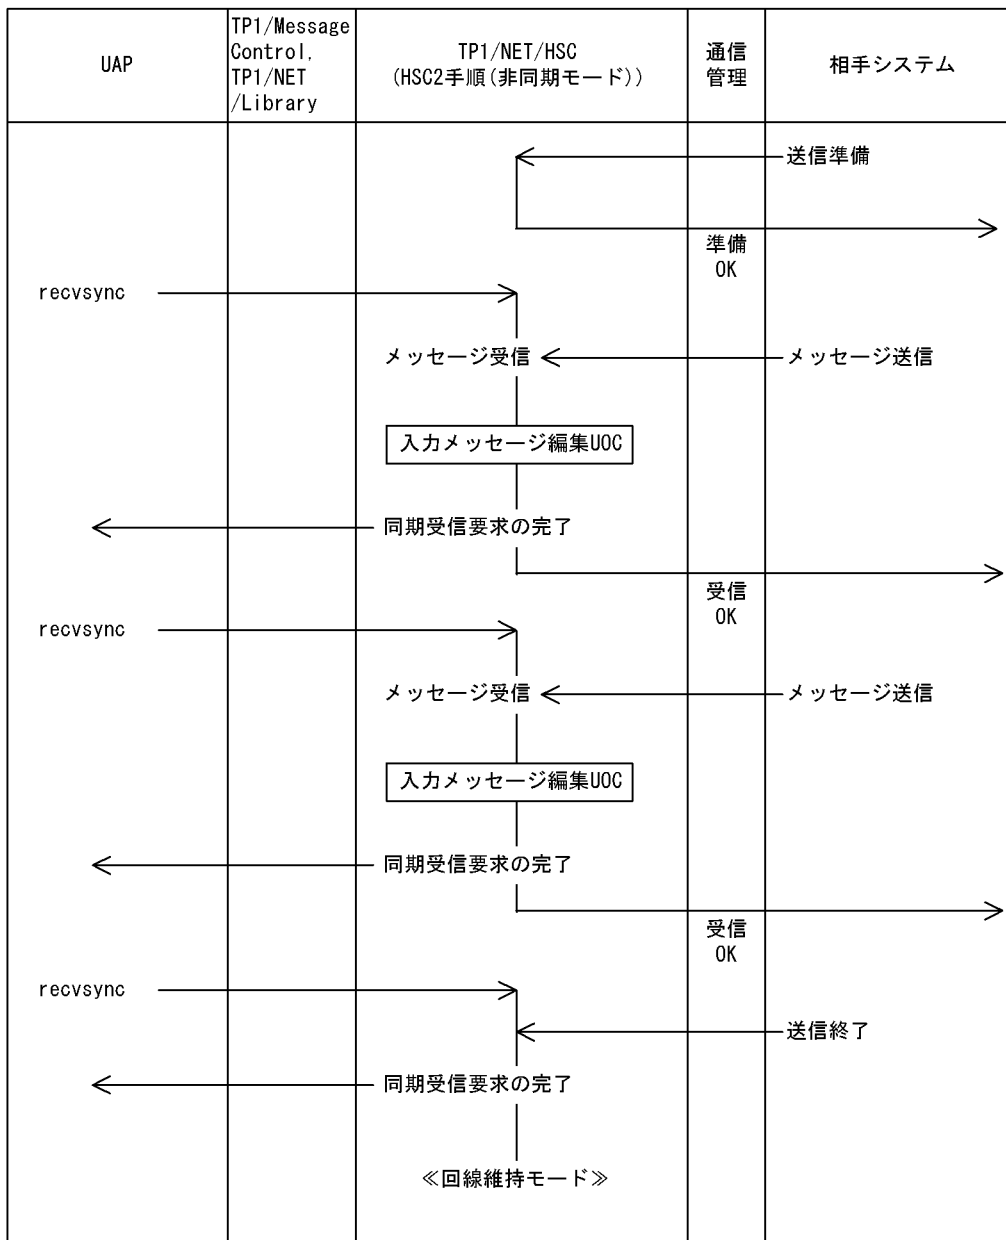 UAP
TP1/Message
Control,
TP1/NET
/Library
TP1/NET/HSC
(HSC2手順(非同期モード))
通信
管理
相手システム
送信準備
準備
OK
recvsync
メッセージ受信
メッセージ送信
入力メッセージ編集UOC
同期受信要求の完了
受信
OK
recvsync
メッセージ受信
メッセージ送信
入力メッセージ編集UOC
同期受信要求の完了
受信
OK
recvsync
送信終了
同期受信要求の完了
≪回線維持モード≫